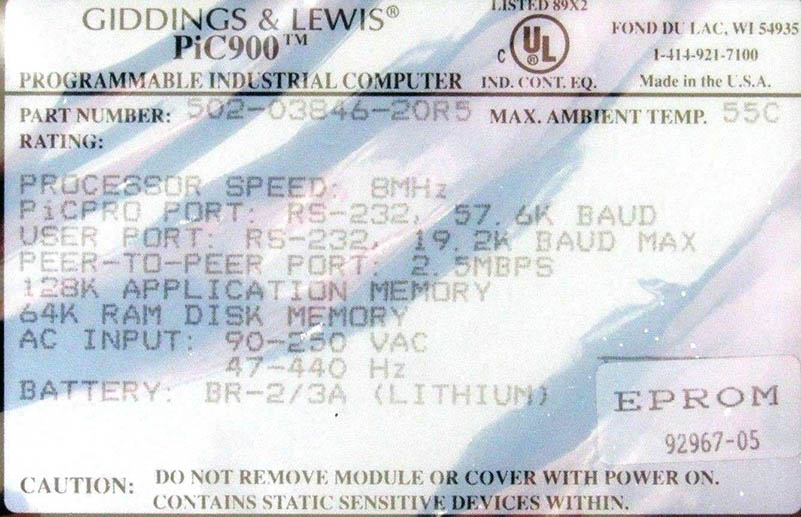 GIDDINGS & LEWIS®
PiC900™
PROGRAMMABLE INDUSTRIAL COMPUTER
LISTED 89X2
C UL®
IND. CONT. EQ.
FOND DU LAC, WI 54935
1-414-921-7100
Made in the U.S.A.
PART NUMBER: 502-03846-20R5 MAX. AMBIENT TEMP. 55C
RATING:
PROCESSOR SPEED: 8MHz
PiCPRO PORT: RS-232, 57.6K BAUD
USER PORT: RS-232, 19.2K BAUD MAX
PEER-TO-PEER PORT: 2.5MBPS
128K APPLICATION MEMORY
64K RAM DISK MEMORY
AC INPUT: 90-250 VAC
47-440 Hz
BATTERY: BR-2/3A (LITHIUM)
EPROM
92967-05
CAUTION: DO NOT REMOVE MODULE OR COVER WITH POWER ON.
CONTAINS STATIC SENSITIVE DEVICES WITHIN.